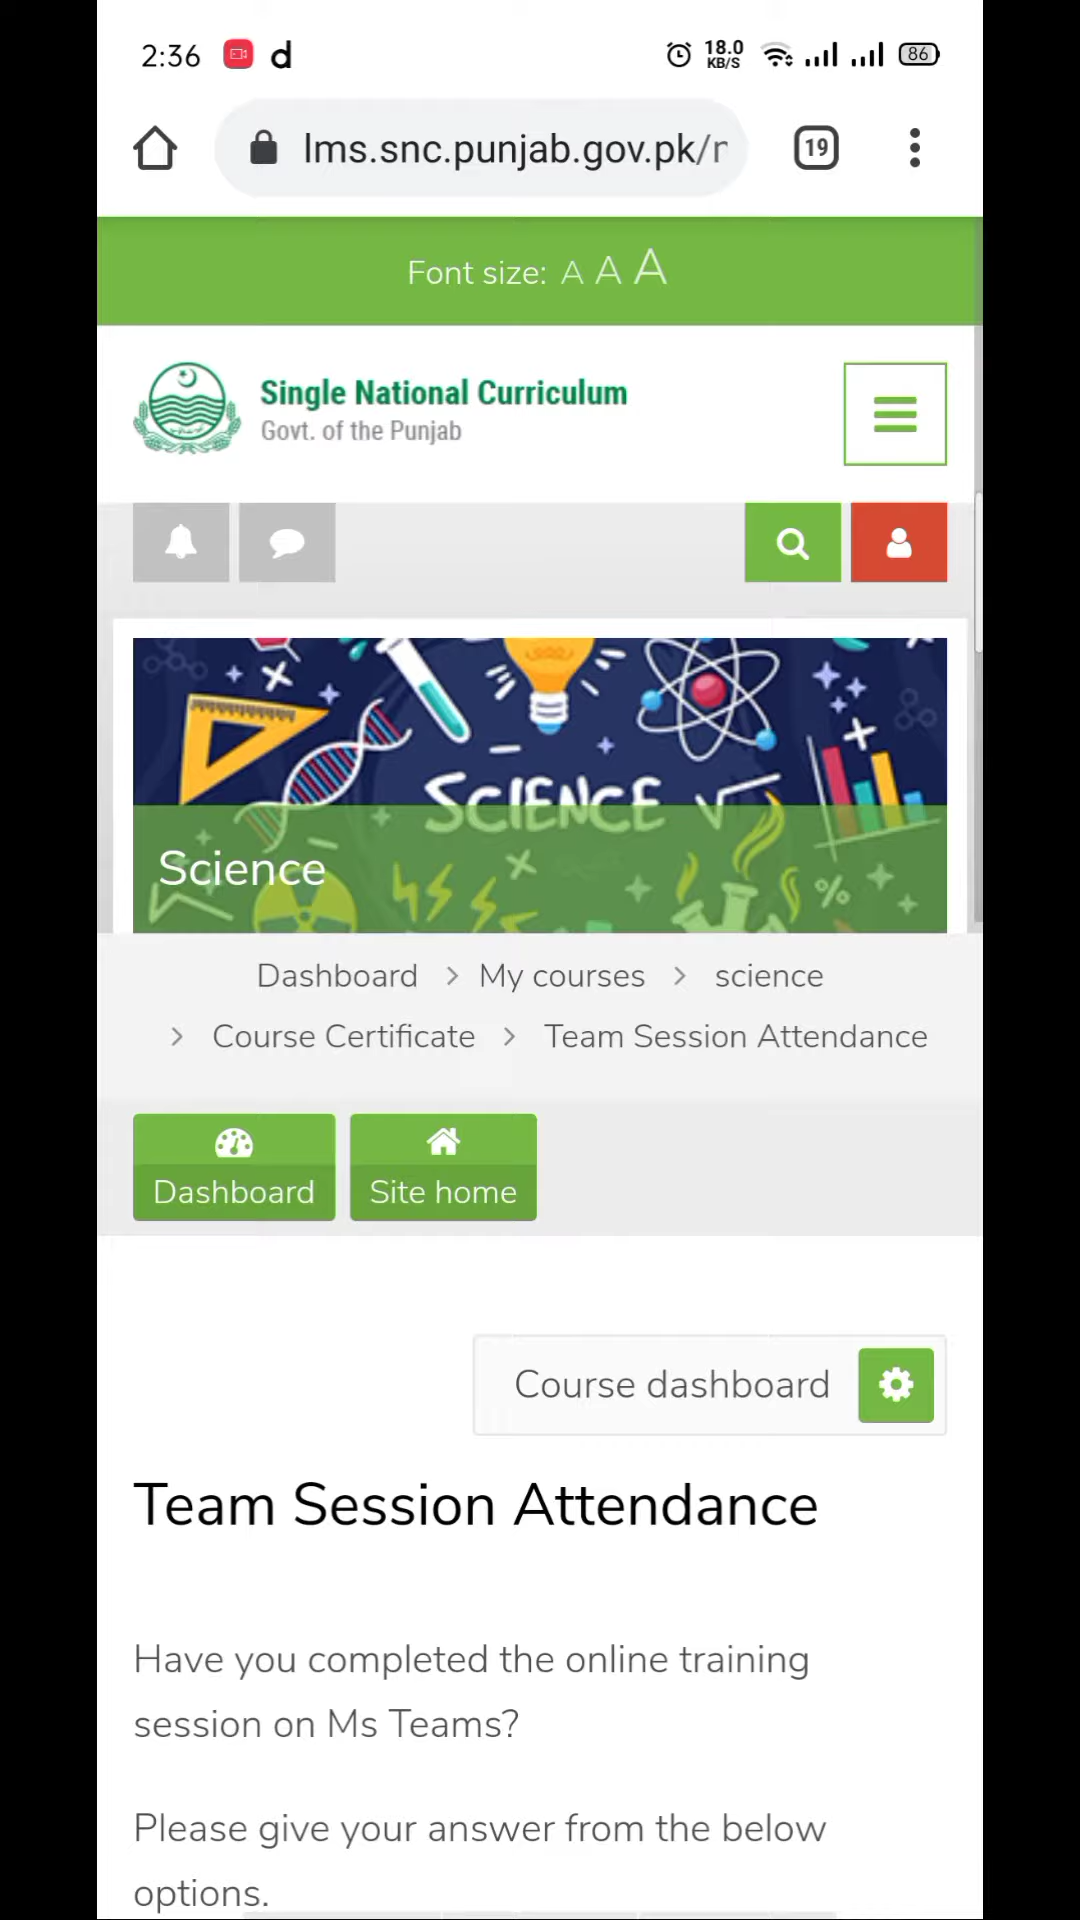 2:36 d 18.0 KB/S 86
lms.snc.punjab.gov.pk/r 19
Font size: A A A
Single National Curriculum
Govt. of the Punjab
SCIENCE
Science
%
Dashboard > My courses > science
> Course Certificate > Team Session Attendance
Dashboard Site home
Course dashboard
Team Session Attendance
Have you completed the online training
session on Ms Teams?
Please give your answer from the below
options.